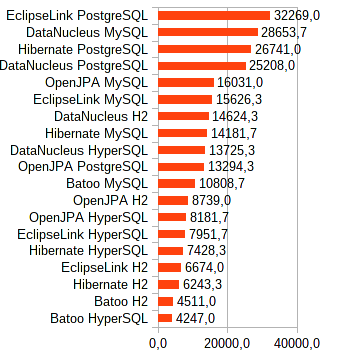 EclipseLink PostgreSQL 32269,0
DataNucleus MySQL 28653,7
Hibernate PostgreSQL 26741,0
DataNucleus PostgreSQL 25208,0
OpenJPA MySQL 16031,0
EclipseLink MySQL 15626,3
DataNucleus H2 14624,3
Hibernate MySQL 14181,7
DataNucleus HyperSQL 13725,3
OpenJPA PostgreSQL 13294,3
Batoo MySQL 10808,7
OpenJPA H2 8739,0
OpenJPA HyperSQL 8181,7
EclipseLink HyperSQL 7951,7
Hibernate HyperSQL 7428,3
EclipseLink H2 6674,0
Hibernate H2 6243,3
Batoo H2 4511,0
Batoo HyperSQL 4247,0
0,0 20000,0 40000,0